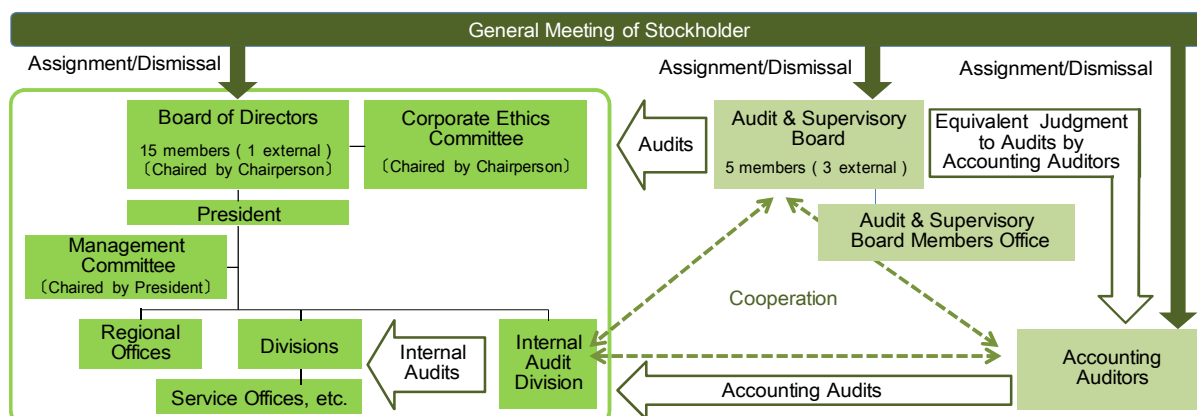 General Meeting of Stockholder
Assignment/Dismissal
Assignment/Dismissal
Assignment/Dismissal
Board of Directors
15 members ( 1 external )
〔Chaired by Chairperson〕
Corporate Ethics
Committee
〔Chaired by Chairperson〕
Audits
Audit & Supervisory
Board
5 members ( 3 external )
Equivalent Judgment
to Audits by
Accounting Auditors
President
Audit & Supervisory
Board Members Office
Management
Committee
〔Chaired by President〕
Cooperation
Regional
Offices
Divisions
Internal
Audits
Internal
Audit
Division
Accounting
Auditors
Service Offices, etc.
Accounting Audits